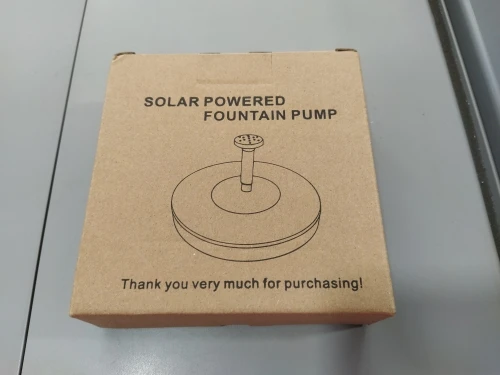 SOLAR POWERED
FOUNTAIN PUMP
Thank you very much for purchasing!